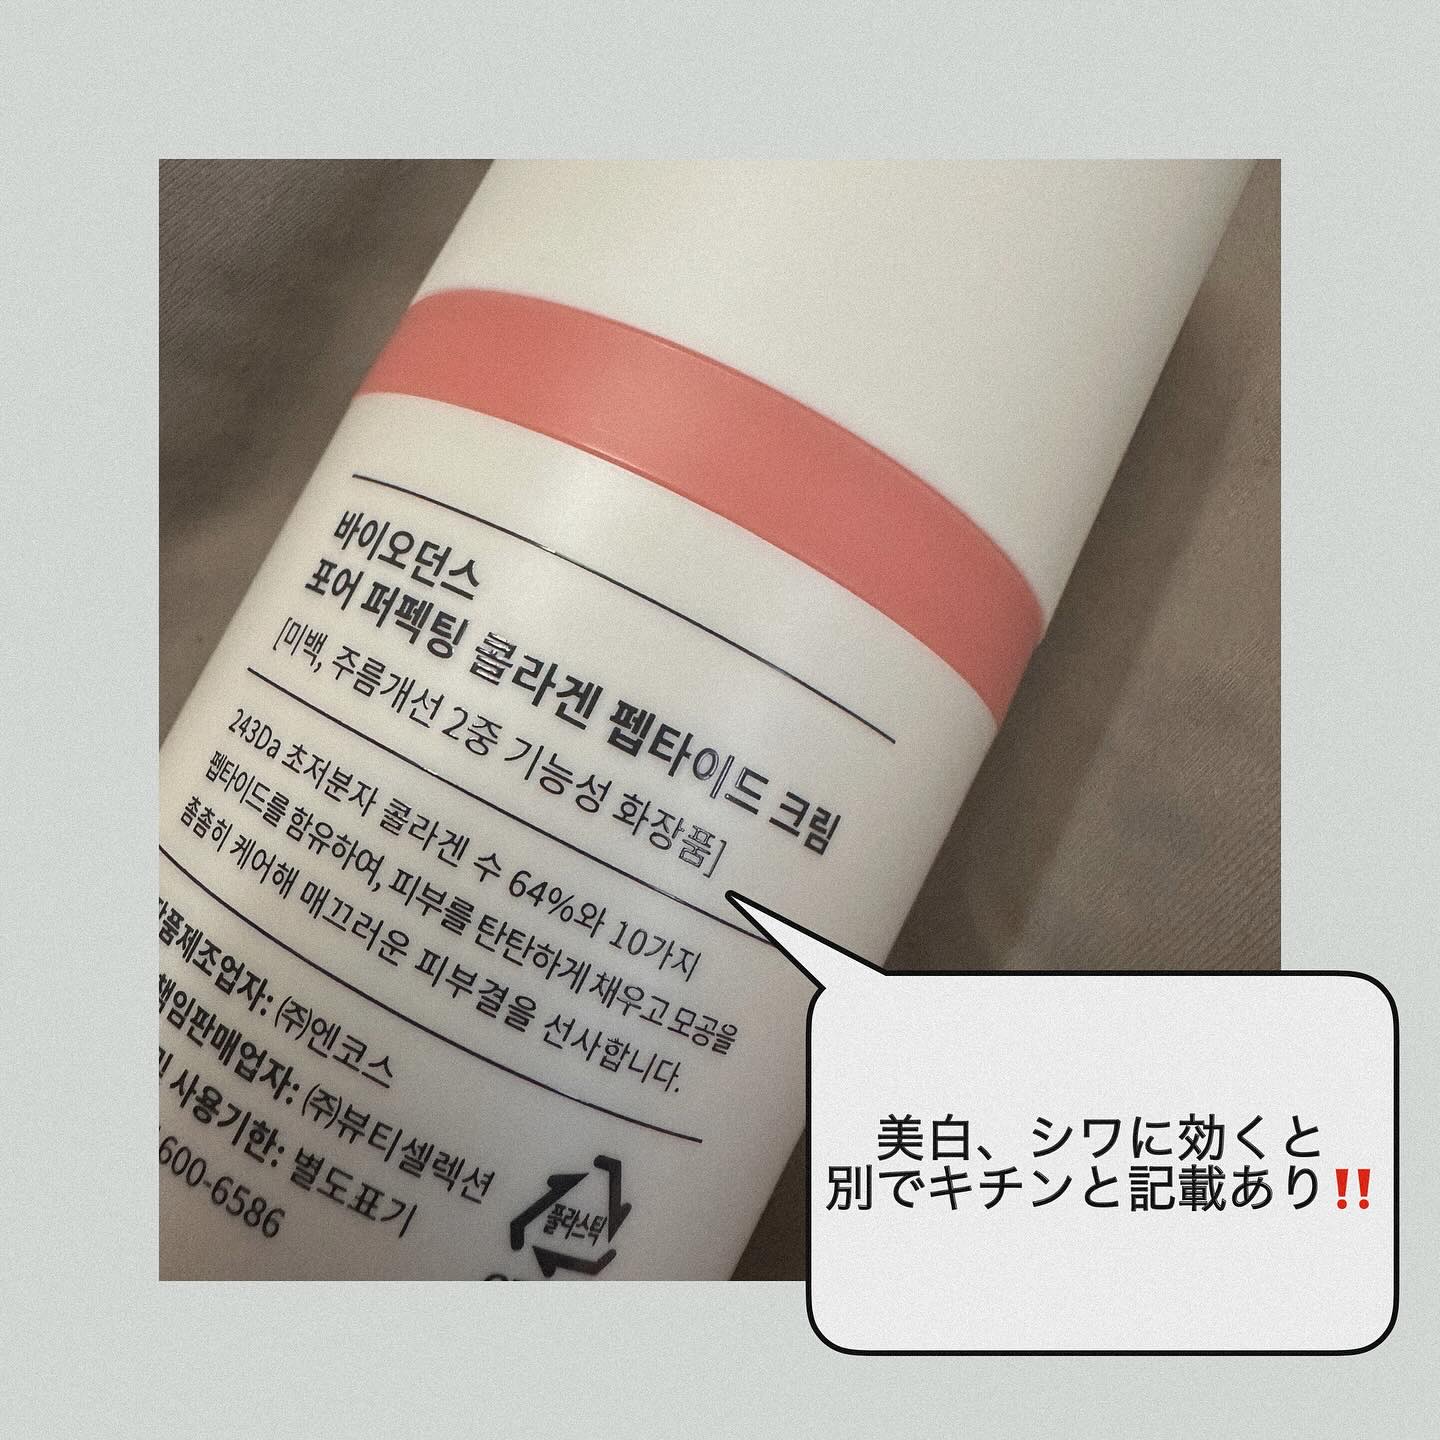 바이오던스
포어 퍼펙팅 콜라겐 펩타이드 크림
[미백, 주름개선 2중 기능성 화장품]
243Da 초저분자 콜라겐 수 64%와 10가지
펩타이드를 함유하여, 피부를 탄탄하게 채우고 모공을
촘촘히 케어해 매끄러운 피부결을 선사합니다.
장품제조업자: (주)엔코스
책임판매업자: (주)뷰티셀렉션
및 사용기한: 별도표기
600-6586
플라스틱
美白、シワに効くと
別でキチンと記載あり‼️